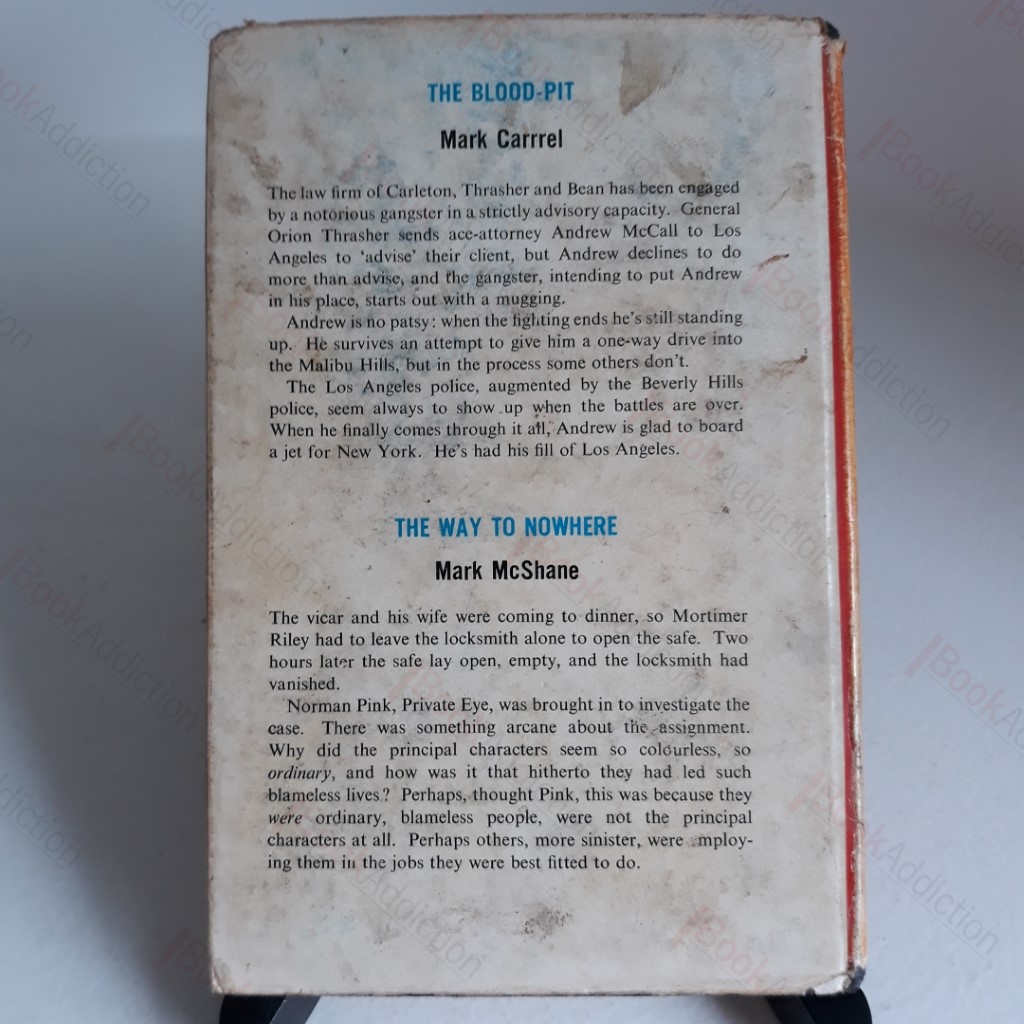 THE BLOOD-PIT
Mark Carrrel
The law firm of Carleton, Thrasher and Bean has been engaged
by a notorious gangster in a strictly advisory capacity. General
Orion Thrasher sends ace-attorney Andrew McCall to Los
Angeles to ‘advise’ their client, but Andrew declines to do
more than advise, and the gangster, intending to put Andrew
in his place, starts out with a mugging.
Andrew is no patsy: when the fighting ends he's still standing
up. He survives an attempt to give him a one-way drive into
the Malibu Hills, but in the process some others don't.
The Los Angeles police, augmented by the Beverly Hills
police, seem always to show up when the battles are over.
When he finally comes through it all, Andrew is glad to board
a jet for New York. He's had his fill of Los Angeles.
THE WAY TO NOWHERE
Mark McShane
The vicar and his wife were coming to dinner, so Mortimer
Riley had to leave the locksmith alone to open the safe. Two
hours later the safe lay open, empty, and the locksmith had
vanished.
Norman Pink, Private Eye, was brought in to investigate the
case. There was something arcane about the assignment.
Why did the principal characters seem so colourless, so
ordinary, and how was it that hitherto they had led such
blameless lives? Perhaps, thought Pink, this was because they
were ordinary, blameless people, were not the principal
characters at all. Perhaps others, more sinister, were employ-
ing them in the jobs they were best fitted to do.
BookAddiction